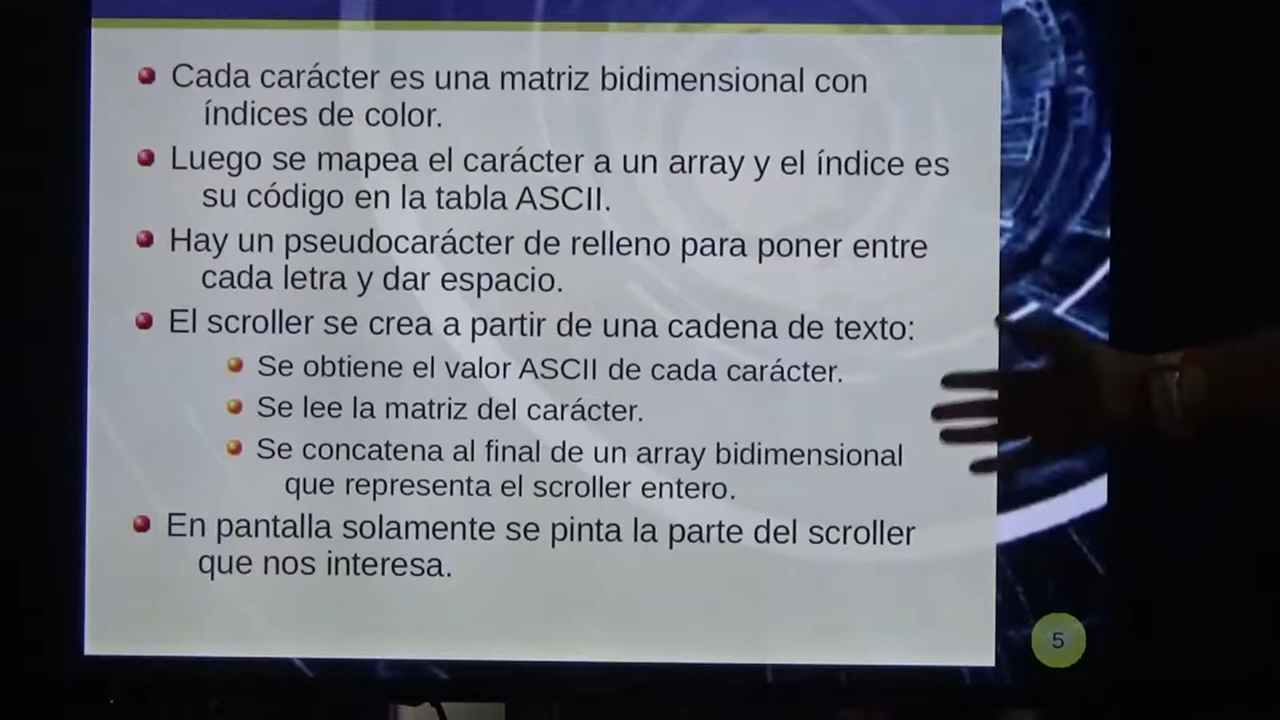 Cada carácter es una matriz bidimensional con
índices de color.
Luego se mapea el carácter a un array y el índice es
su código en la tabla ASCII.
Hay un pseudocarácter de relleno para poner entre
cada letra y dar espacio.
El scroller se crea a partir de una cadena de texto:
Se obtiene el valor ASCII de cada carácter.
Se lee la matriz del carácter.
Se concatena al final de un array bidimensional
que representa el scroller entero.
En pantalla solamente se pinta la parte del scroller
que nos interesa.
5